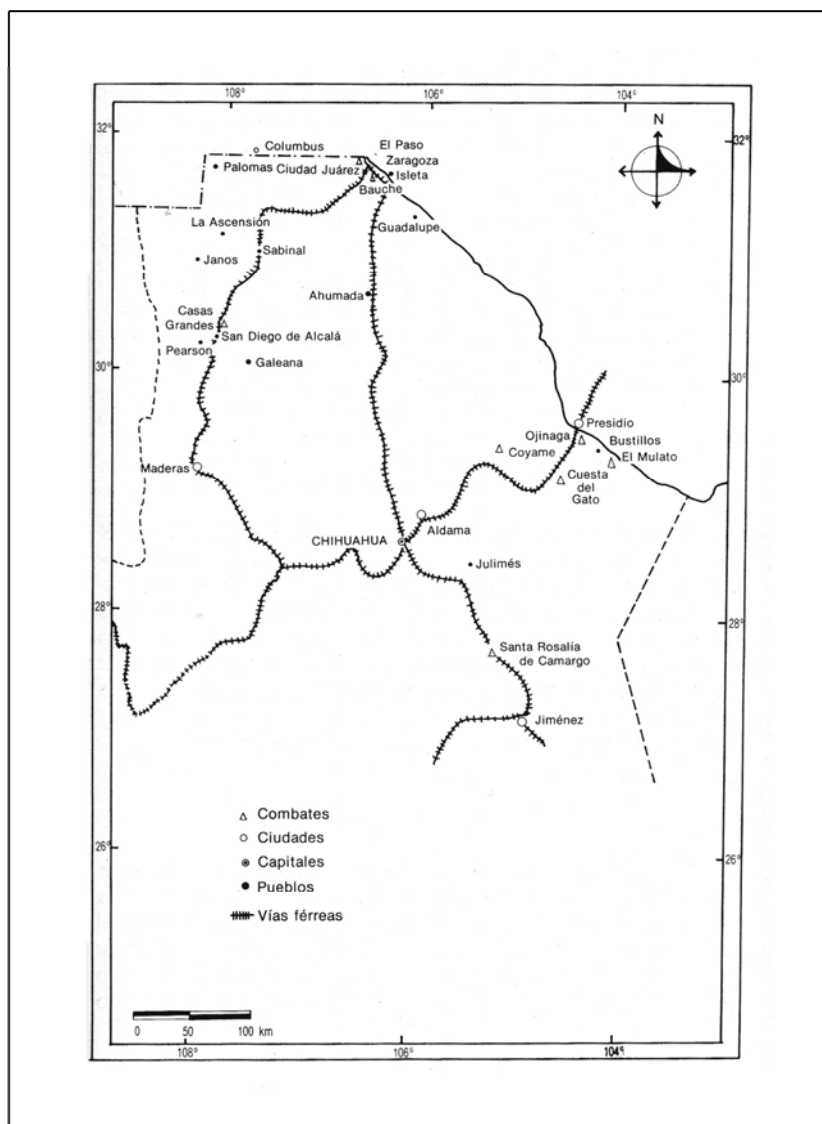 108°
106°
104°
32°
32°
N
Columbus
El Paso
Zaragoza
Palomas
Ciudad Juárez
Isleta
Bauche
La Ascensión
Guadalupe
Sabinal
Janos
Ahumada
Casas
Grandes
San Diego de Alcalá
Pearson
30°
Galeana
30°
Presidio
Ojinaga
Bustillos
Coyame
El Mulato
Maderas
Cuesta
del
Gato
Aldama
CHIHUAHUA
Julimés
28°
28°
Santa Rosalía
de Camargo
Jiménez
Combates
Ciudades
26°
26°
Capitales
Pueblos
Vías férreas
0 50 100 km
108°
106°
104°